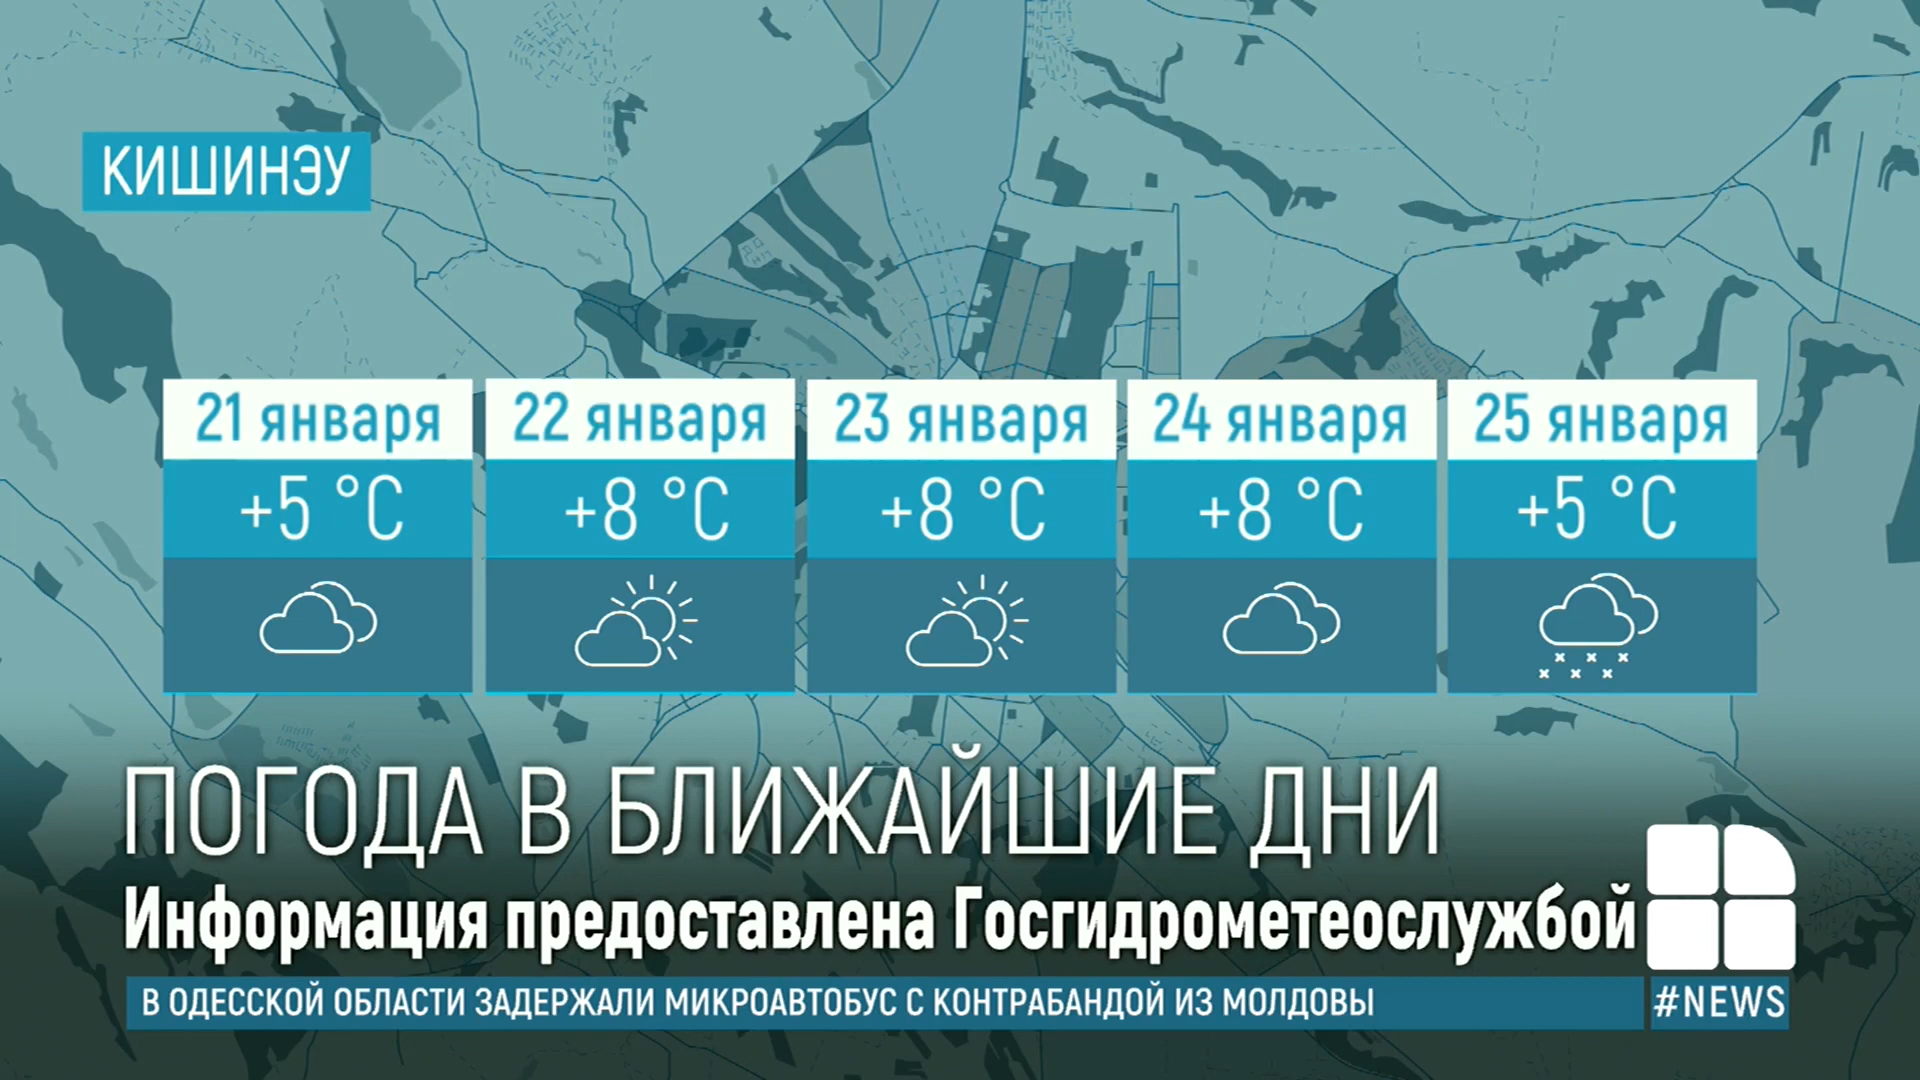 КИШИНЭУ
21 января
22 января
23 января
24 января
25 января
+5 °C
+8 °C
+8 °C
+8 °C
+5 °C
ПОГОДА В БЛИЖАЙШИЕ ДНИ
Информация предоставлена Госгидрометеослужбой
В ОДЕССКОЙ ОБЛАСТИ ЗАДЕРЖАЛИ МИКРОАВТОБУС С КОНТРАБАНДОЙ ИЗ МОЛДОВЫ
#NEWS